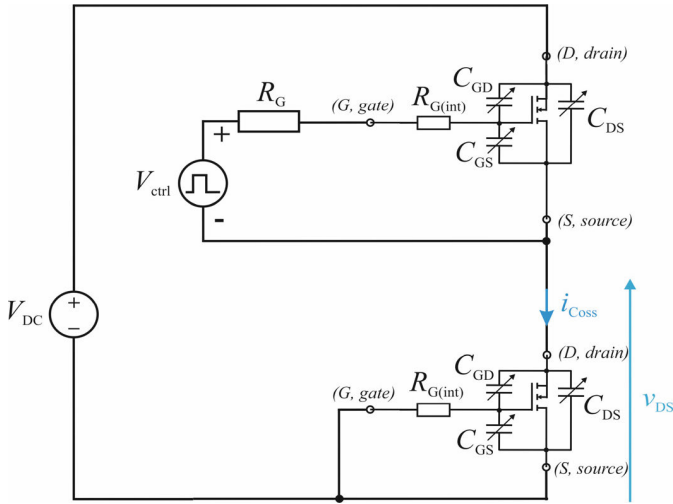 (D, drain)
C_GD
R_G
(G, gate)
R_G(int)
C_DS
+
C_GS
V_ctrl
-
(S, source)
V_DC
+
−
i_Coss
(D, drain)
C_GD
(G, gate)
R_G(int)
v_DS
C_DS
C_GS
(S, source)